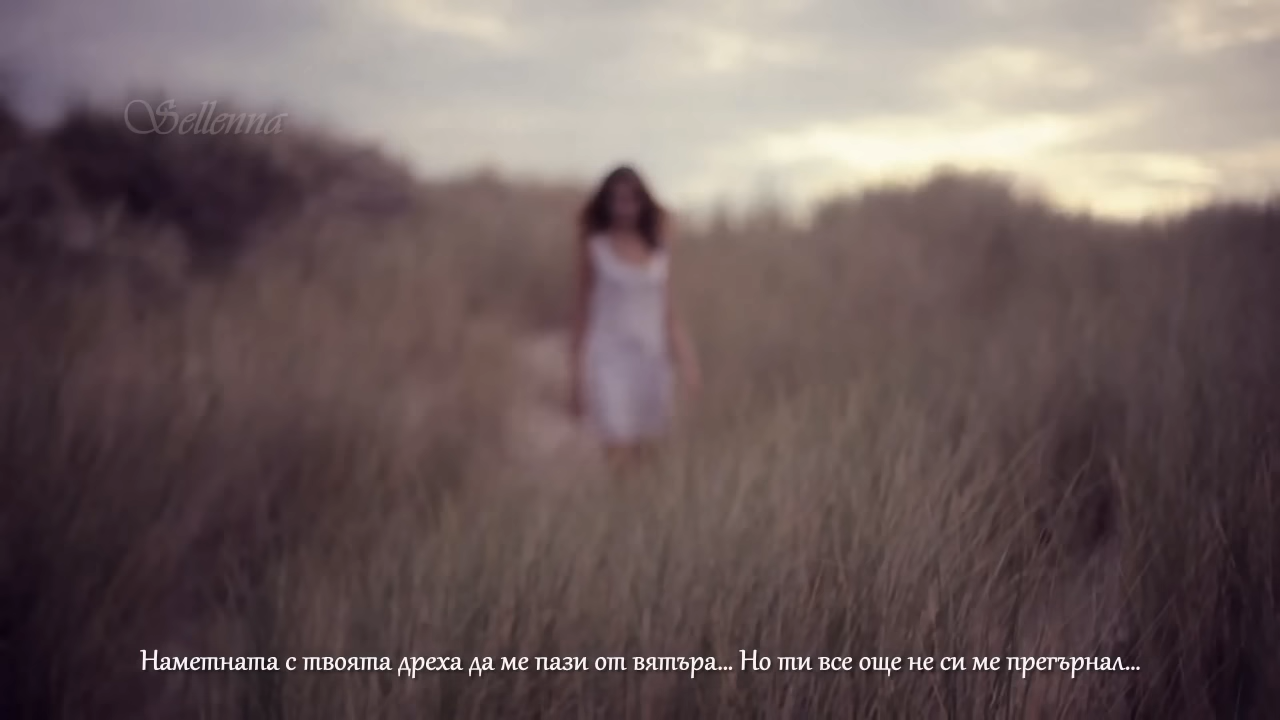 Sellenna
Наметната с твоята дреха да ме пази от вятъра... Но ти все още не си ме прегърнал...